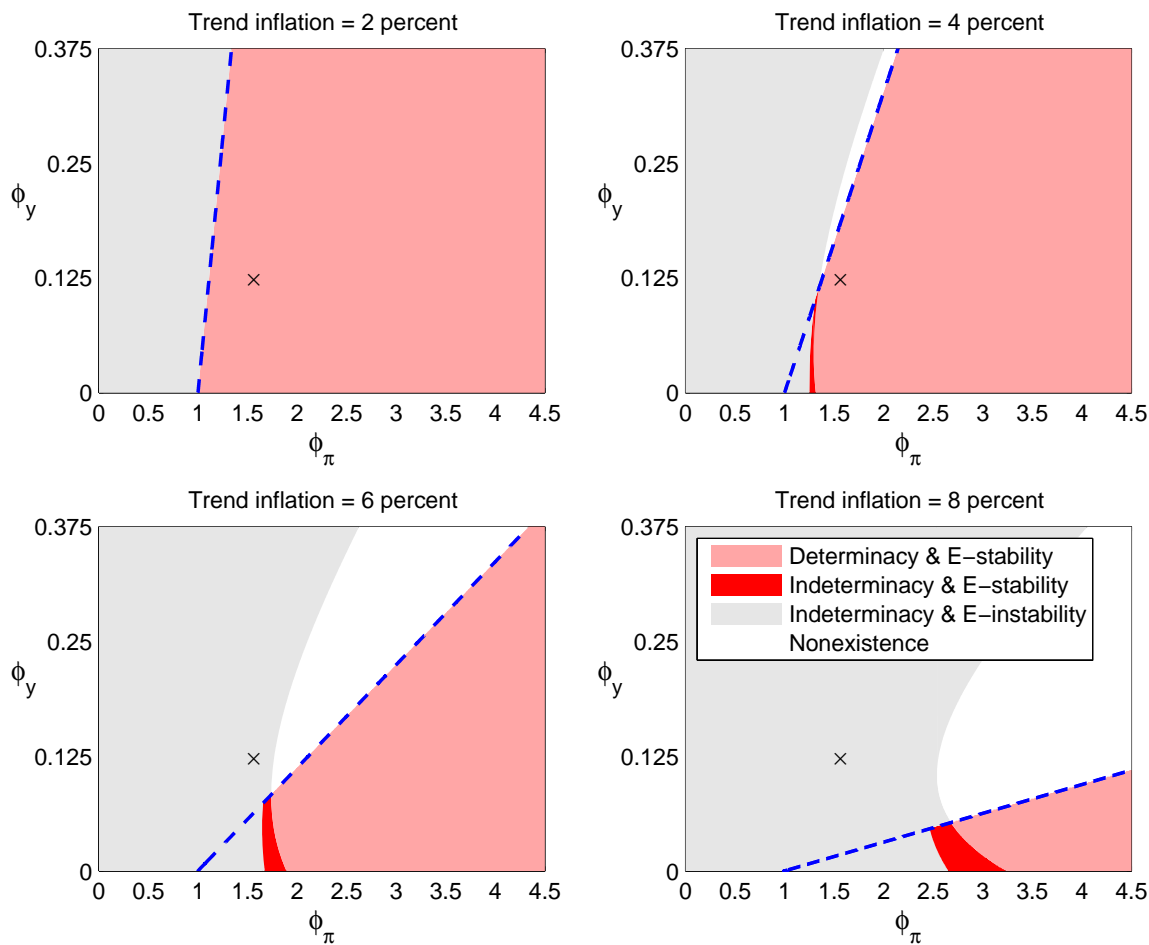 Trend inflation = 2 percent
0.375
0.25
ϕy
0.125
0
0 0.5 1 1.5 2 2.5 3 3.5 4 4.5
ϕπ
Trend inflation = 4 percent
0.375
0.25
ϕy
0.125
0
0 0.5 1 1.5 2 2.5 3 3.5 4 4.5
ϕπ
Trend inflation = 6 percent
0.375
0.25
ϕy
0.125
0
0 0.5 1 1.5 2 2.5 3 3.5 4 4.5
ϕπ
Trend inflation = 8 percent
0.375
Determinacy & E−stability
Indeterminacy & E−stability
Indeterminacy & E−instability
Nonexistence
0.25
ϕy
0.125
0
0 0.5 1 1.5 2 2.5 3 3.5 4 4.5
ϕπ